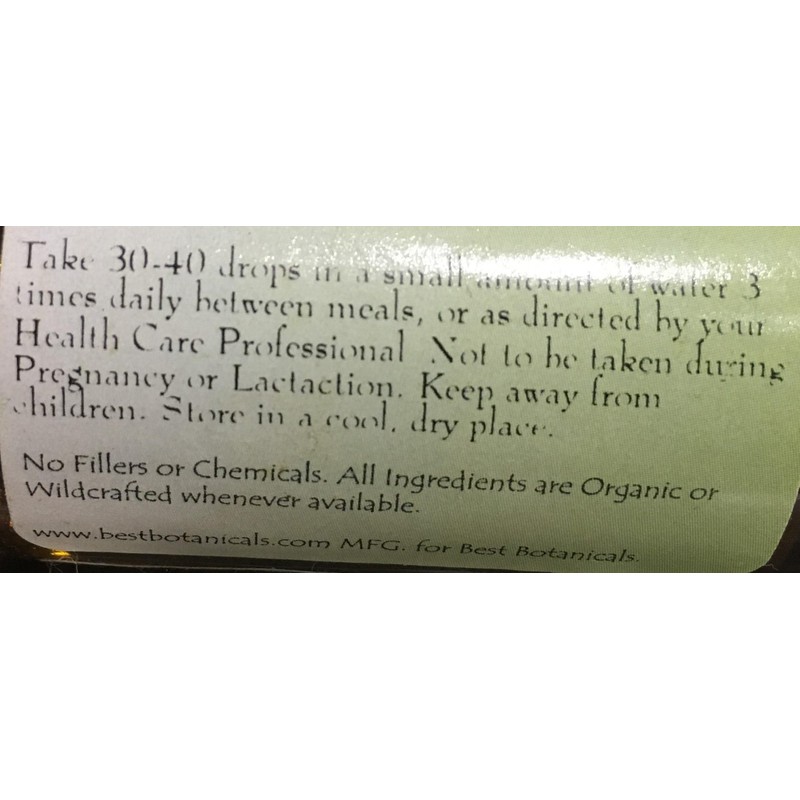 Take 30-40 drops in a small amount of water 3
times daily between meals, or as directed by your
Health Care Professional Not to be taken during
Pregnancy or Lactaction. Keep away from
children. Store in a cool, dry place.
No Fillers or Chemicals. All Ingredients are Organic or
Wildcrafted whenever available.
www.bestbotanicals.com MFG. for Best Botanicals.